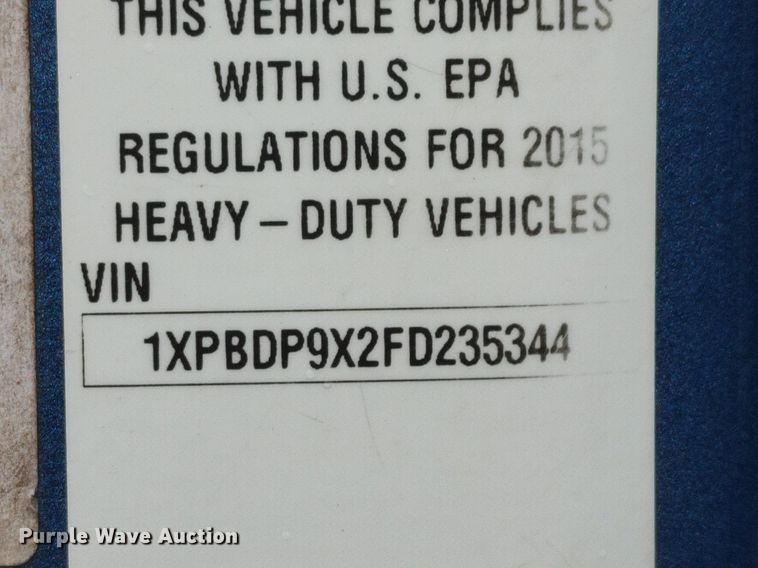 THIS VEHICLE COMPLIES
WITH U.S. EPA
REGULATIONS FOR 2015
HEAVY – DUTY VEHICLES
VIN
1XPBDP9X2FD235344
Purple Wave Auction